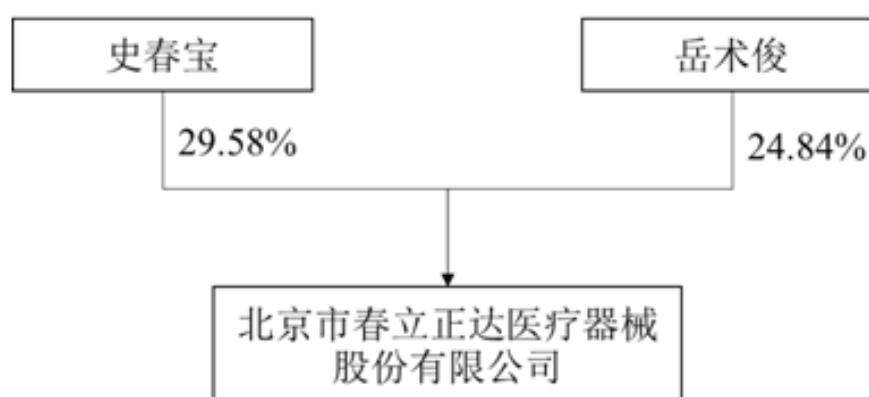 史春宝
岳术俊
29.58%
24.84%
北京市春立正达医疗器械
股份有限公司